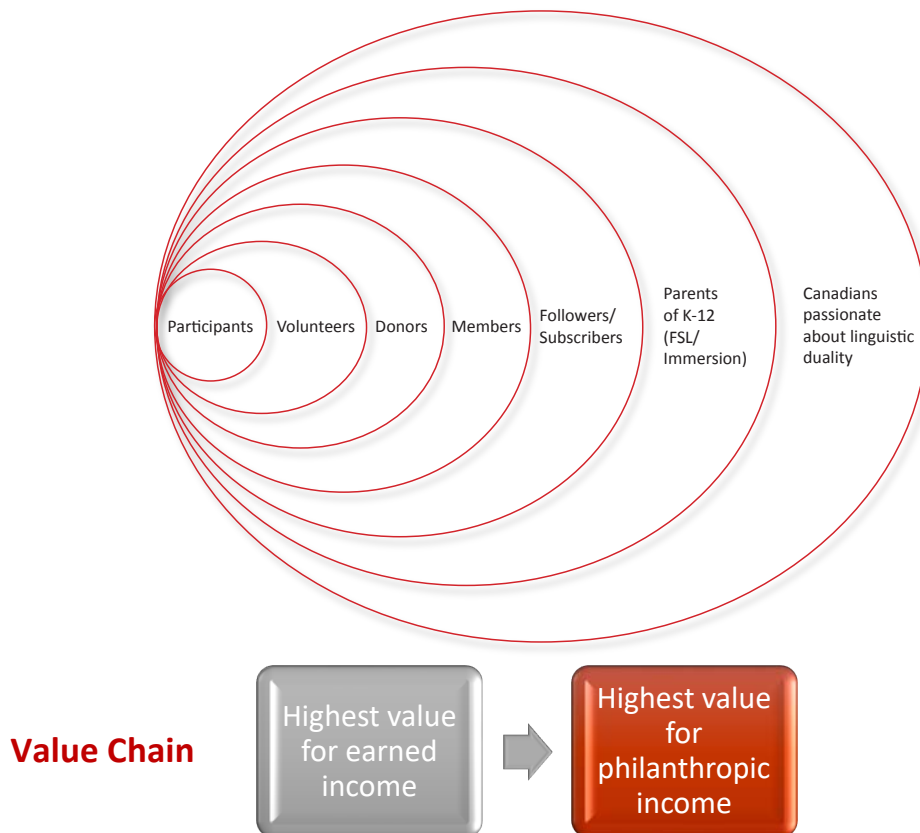 Participants
Volunteers
Donors
Members
Followers/
Subscribers
Parents
of K-12
(FSL/
Immersion)
Canadians
passionate
about linguistic
duality
Value Chain
Highest value
for earned
income
Highest value
for
philanthropic
income